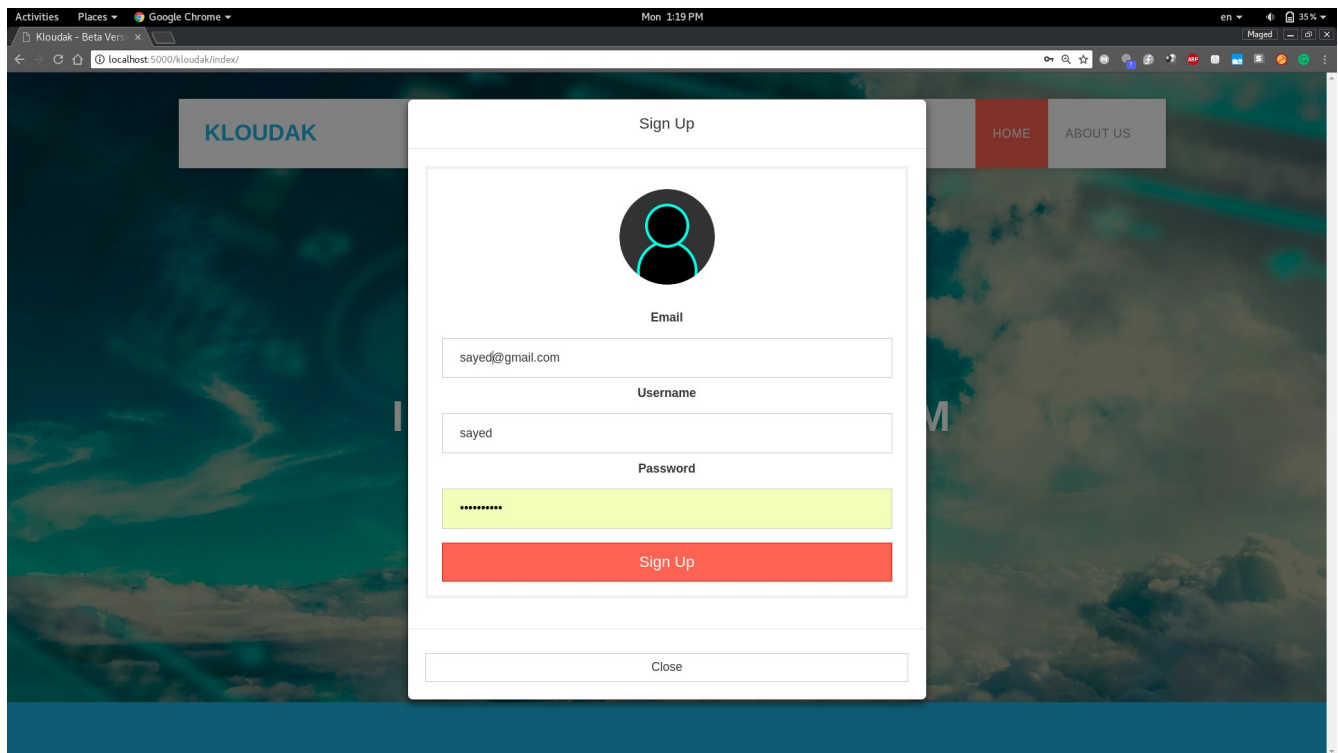 Activities Places Google Chrome Mon 1:19 PM en 35%
Kloudak - Beta Versi Maged
localhost:5000/kloudak/index/
KLOUDAK HOME ABOUT US
Sign Up
Email
sayed@gmail.com
Username
sayed
Password
••••••••••
Sign Up
Close